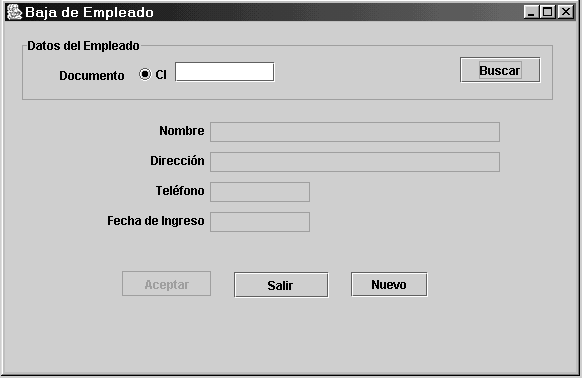 Baja de Empleado
Datos del Empleado
Documento CI Buscar
Nombre
Dirección
Teléfono
Fecha de Ingreso
Aceptar Salir Nuevo